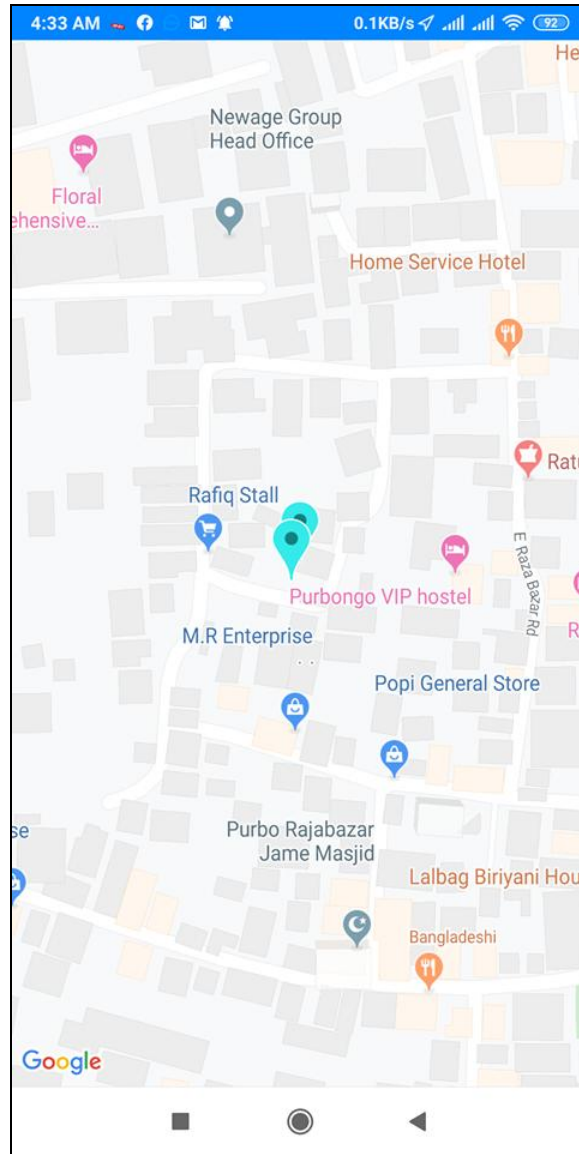 4:33 AM
0.1KB/s
92
He
Newage Group
Head Office
Floral
ehensive...
Home Service Hotel
Ratu
Rafiq Stall
E Raza Bazar Rd
Purbongo VIP hostel
R
M.R Enterprise
Popi General Store
se
Purbo Rajabazar
Jame Masjid
Lalbag Biriyani Hou
Bangladeshi
Google